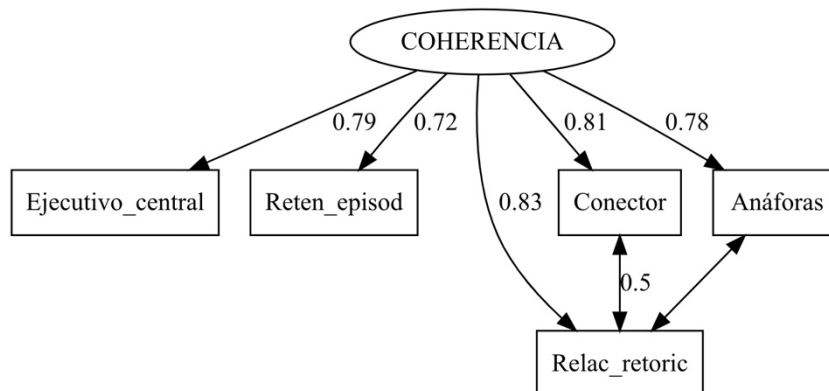 COHERENCIA
0.79
0.72
0.81
0.78
Ejecutivo_central
Reten_episod
0.83
Conector
Anáforas
0.5
Relac_retoric